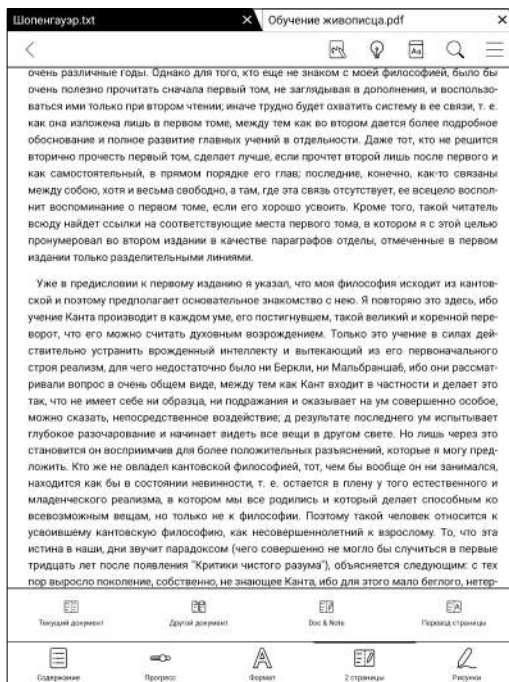 Шопенгауэр.txt
Обучение живописца.pdf
очень различные годы. Однако для того, кто еще не знаком с моей философией, было бы
очень полезно прочитать сначала первый том, не заглядывая в дополнения, и воспользо-
ваться ими только при втором чтении; иначе трудно будет охватить систему в ее связи, т. е.
как она изложена лишь в первом томе, между тем как во втором дается более подробное
обоснование и полное развитие главных учений в отдельности. Даже тот, кто не решится
вторично прочесть первый том, сделает лучше, если прочтет второй лишь после первого и
как самостоятельный, в прямом порядке его глав; последние, конечно, как-то связаны
между собою, хотя и весьма свободно, а там, где эта связь отсутствует, ее всецело воспол-
нит воспоминание о первом томе, если его хорошо усвоить. Кроме того, такой читатель
всюду найдет ссылки на соответствующие места первого тома, в котором я с этой целью
пронумеровал во втором издании в качестве параграфов отделы, отмеченные в первом
издании только разделительными линиями.
Уже в предисловии к первому изданию я указал, что моя философия исходит из кантов-
ской и поэтому предполагает основательное знакомство с нею. Я повторяю это здесь, ибо
учение Канта производит в каждом уме, его постигнувшем, такой великий и коренной пере-
ворот, что его можно считать духовным возрождением. Только это учение в силах дей-
ствительно устранить врожденный интеллекту и вытекающий из его первоначального
строя реализм, для чего недостаточно было ни Беркли, ни Мальбраншаб, ибо они рассмат-
ривали вопрос в очень общем виде, между тем как Кант входит в частности и делает это
так, что не имеет себе ни образца, ни подражания и оказывает на ум совершенно особое,
можно сказать, непосредственное воздействие; д результате последнего ум испытывает
глубокое разочарование и начинает видеть все вещи в другом свете. Но лишь через это
становится он восприимчив для более положительных разъяснений, которые я могу пред-
ложить. Кто же не овладел кантовской философией, тот, чем бы вообще он ни занимался,
находится как бы в состоянии невинности, т. е. остается в плену у того естественного и
младенческого реализма, в котором мы все родились и который делает способным ко
всевозможным вещам, но только не к философии. Поэтому такой человек относится к
усвоившему кантовскую философию, как несовершеннолетний к взрослому. То, что эта
истина в наши, дни звучит парадоксом (чего совершенно не могло бы случиться в первые
тридцать лет после появления "Критики чистого разума"), объясняется следующим: с тех
пор выросло поколение, собственно, не знающее Канта, ибо для этого мало беглого, нетер-
Текущий документ
Другой документ
Doc & Note
Перевод страницы
Содержание
Прогресс
Формат
2 страницы
Рисунки